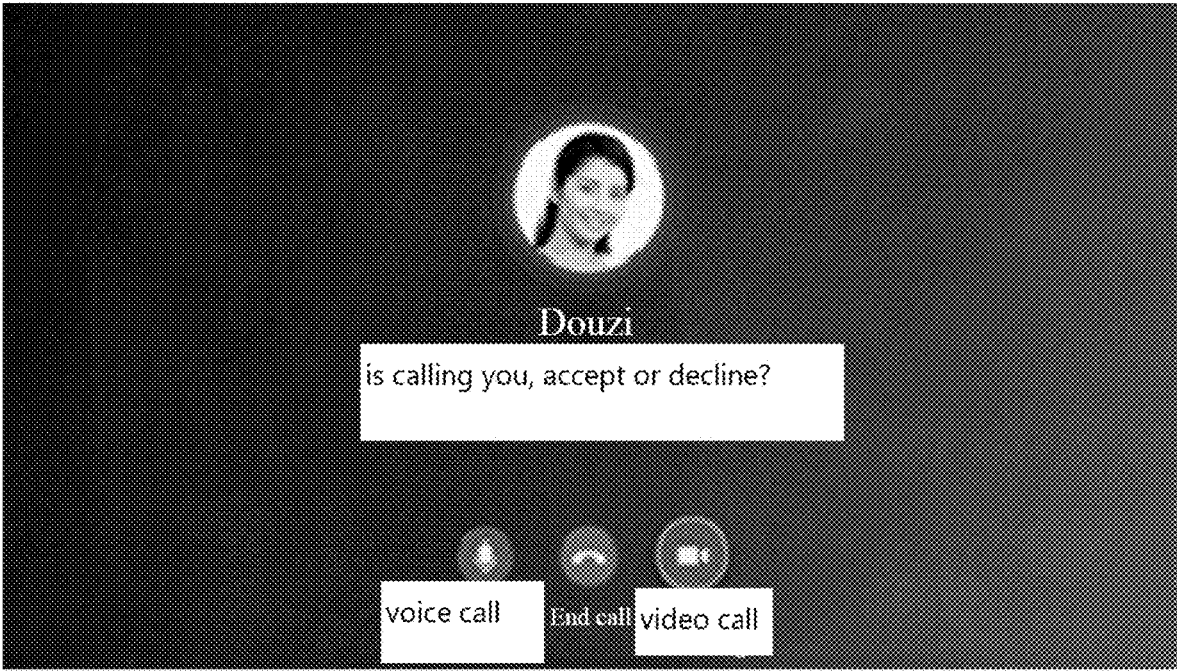 Douzi
is calling you, accept or decline?
voice call
End call
video call